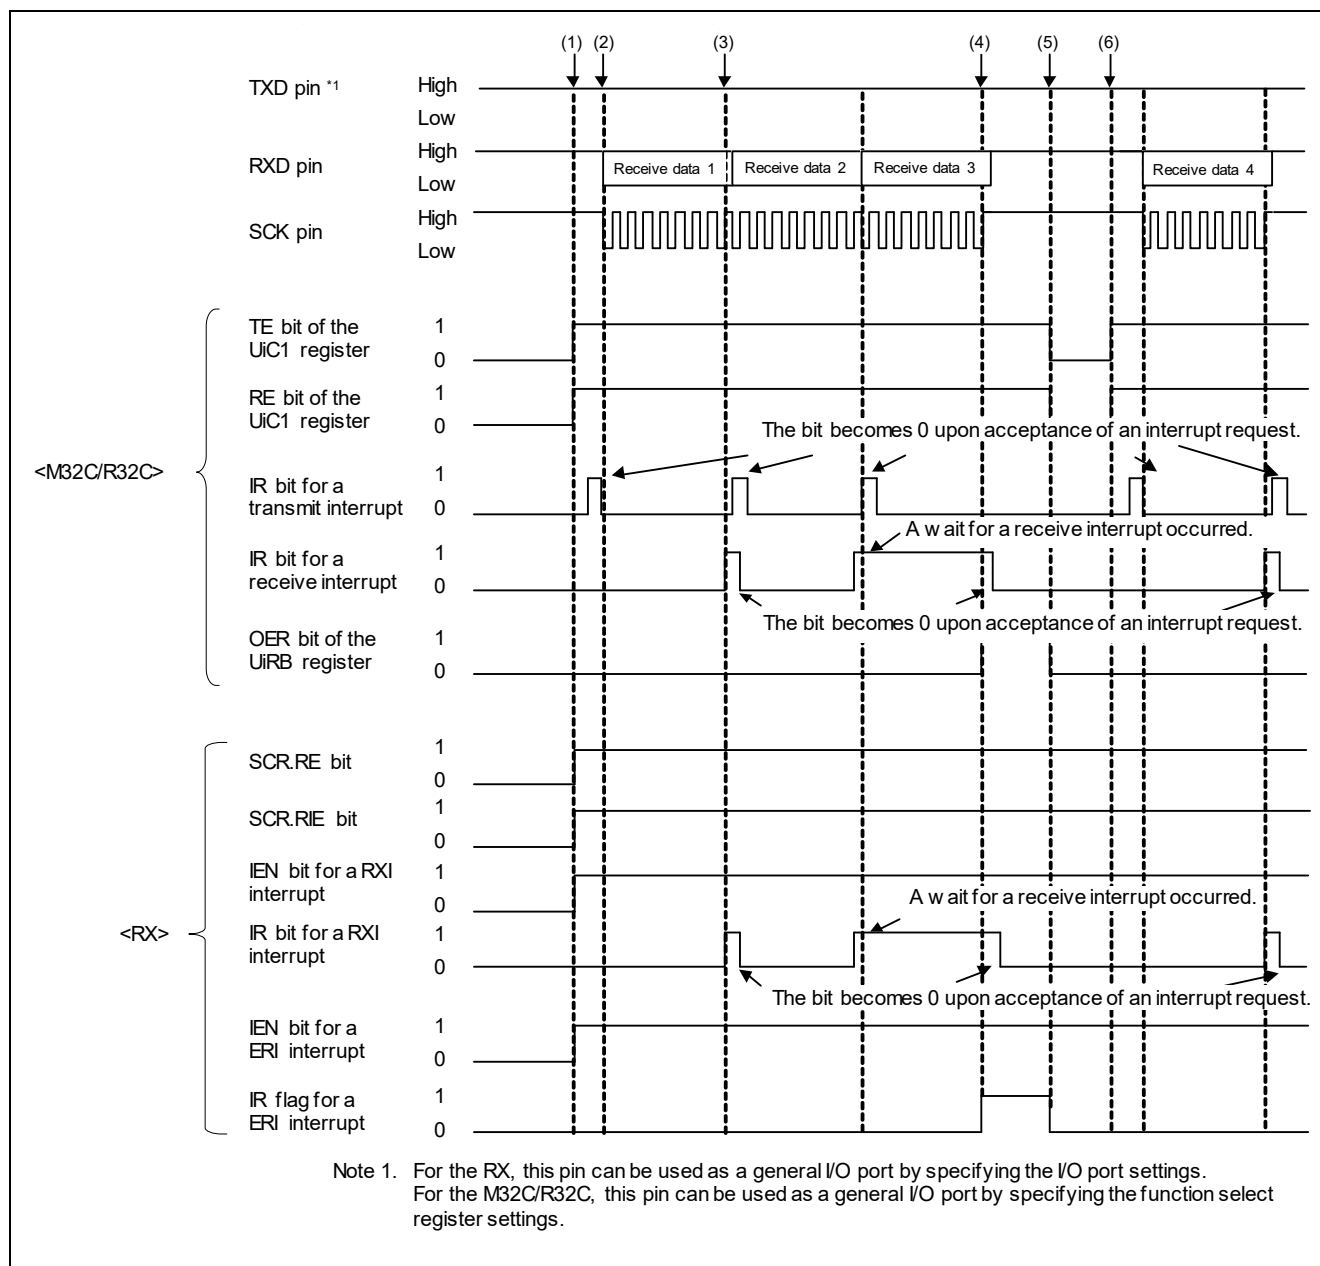 (1) (2) (3) (4) (5) (6)
TXD pin *1 High
Low
RXD pin High
Low
Receive data 1 Receive data 2 Receive data 3 Receive data 4
SCK pin High
Low
<M32C/R32C>
TE bit of the
UiC1 register
1
0
RE bit of the
UiC1 register
1
0
The bit becomes 0 upon acceptance of an interrupt request.
IR bit for a
transmit interrupt
1
0
A wait for a receive interrupt occurred.
IR bit for a
receive interrupt
1
0
The bit becomes 0 upon acceptance of an interrupt request.
OER bit of the
UiRB register
1
0
<RX>
SCR.RE bit
1
0
SCR.RIE bit
1
0
IEN bit for a RXI
interrupt
1
0
A wait for a receive interrupt occurred.
IR bit for a RXI
interrupt
1
0
The bit becomes 0 upon acceptance of an interrupt request.
IEN bit for a
ERI interrupt
1
0
IR flag for a
ERI interrupt
1
0
Note 1. For the RX, this pin can be used as a general I/O port by specifying the I/O port settings.
For the M32C/R32C, this pin can be used as a general I/O port by specifying the function select
register settings.